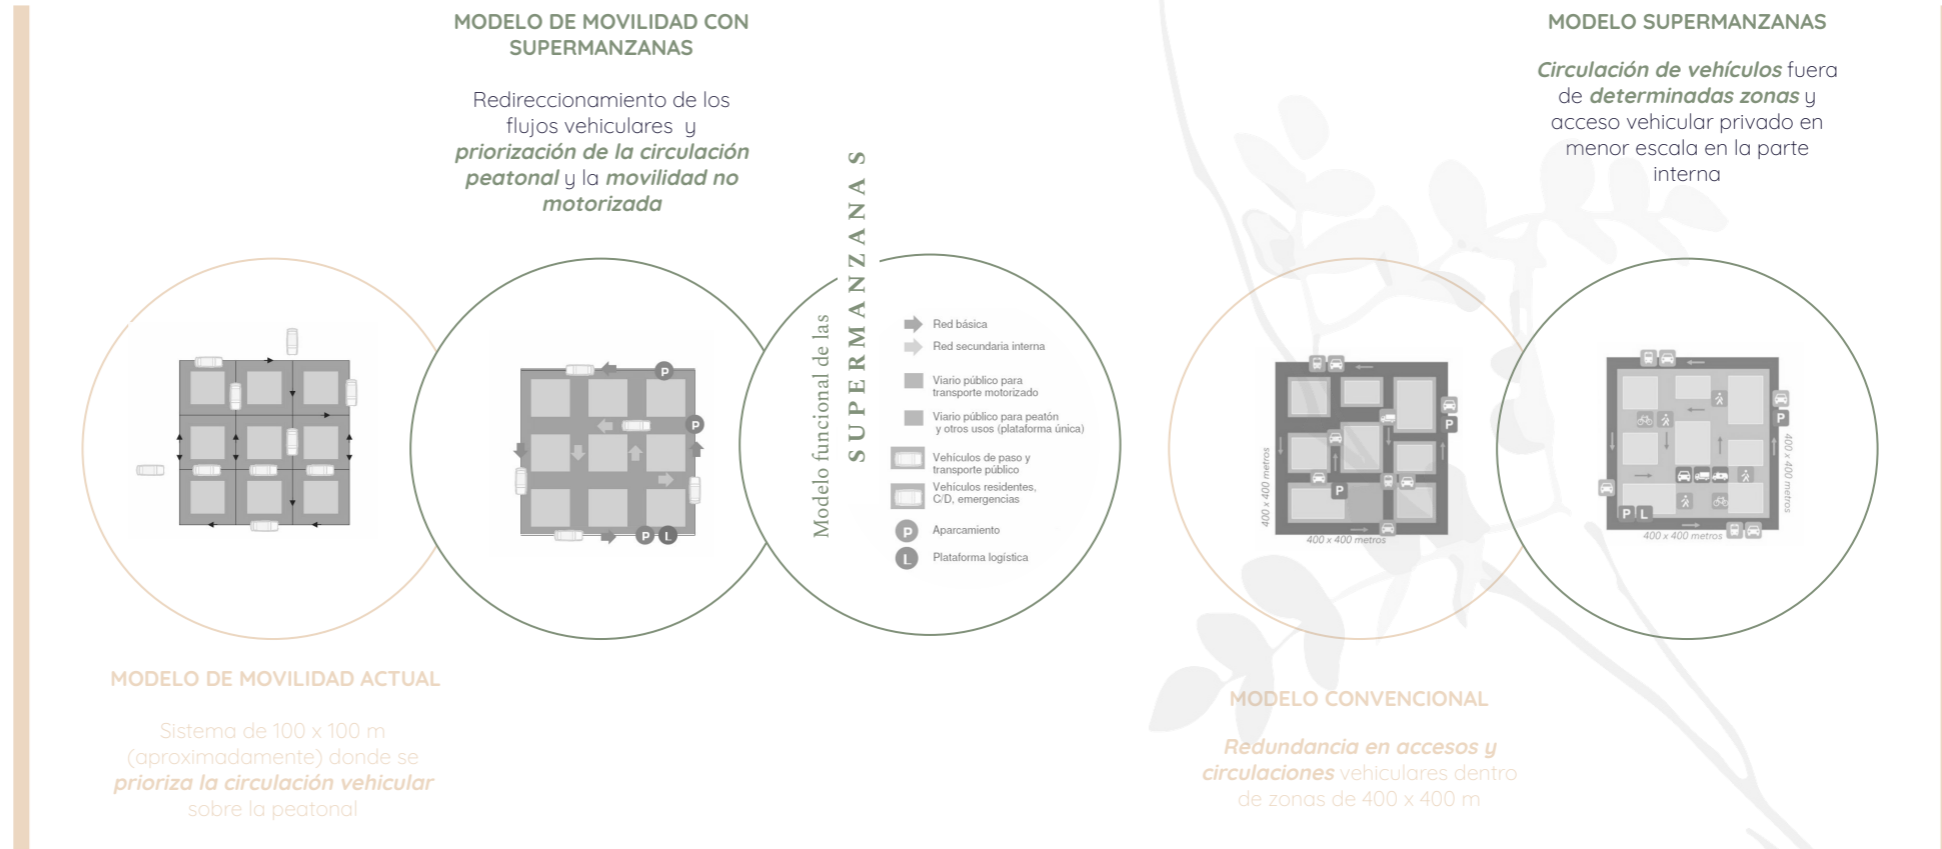 MODELO DE MOVILIDAD CON
SUPERMANZANAS
Redireccionamiento de los
flujos vehiculares y
priorización de la circulación
peatonal y la movilidad no
motorizada
MODELO SUPERMANZANAS
Circulación de vehículos fuera
de determinadas zonas y
acceso vehicular privado en
menor escala en la parte
interna
P
P
P L
Modelo funcional de las
SUPERMANZANAS
Red básica
Red secundaria interna
Viario público para
transporte motorizado
Viario público para peatón
y otros usos (plataforma única)
Vehículos de paso y
transporte público
Vehículos residentes,
C/D, emergencias
P Aparcamiento
L Plataforma logística
P
P
400 x 400 metros
400 x 400 metros
P
P L
400 x 400 metros
400 x 400 metros
MODELO DE MOVILIDAD ACTUAL
Sistema de 100 x 100 m
(aproximadamente) donde se
prioriza la circulación vehicular
sobre la peatonal
MODELO CONVENCIONAL
Redundancia en accesos y
circulaciones vehiculares dentro
de zonas de 400 x 400 m